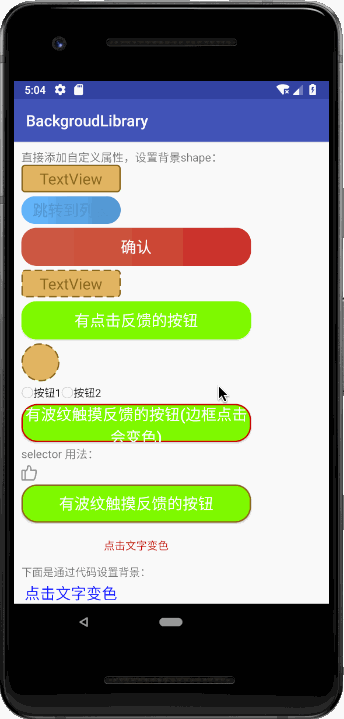 5:04
BackgroudLibrary
直接添加自定义属性，设置背景shape：
TextView
跳转到列
确认
TextView
有点击反馈的按钮
按钮1 按钮2
有波纹触摸反馈的按钮(边框点击
会变色)
selector 用法：
有波纹触摸反馈的按钮
点击文字变色
下面是通过代码设置背景：
点击文字变色